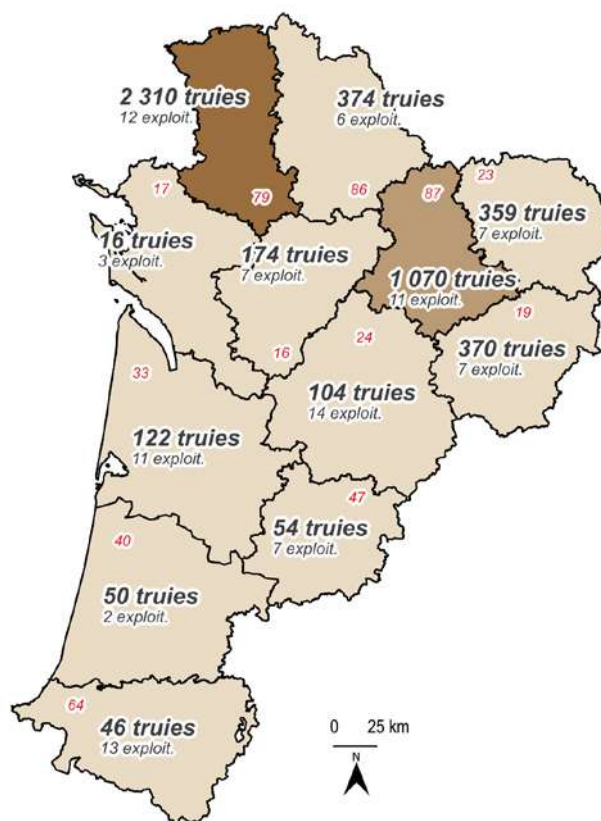 2 310 truies
12 exploit.
79
374 truies
6 exploit.
86
87
1 070 truies
11 exploit.
23
359 truies
7 exploit.
17
16 truies
3 exploit.
174 truies
7 exploit.
16
24
104 truies
14 exploit.
19
370 truies
7 exploit.
33
122 truies
11 exploit.
47
54 truies
7 exploit.
40
50 truies
2 exploit.
64
46 truies
13 exploit.
0 25 km
N